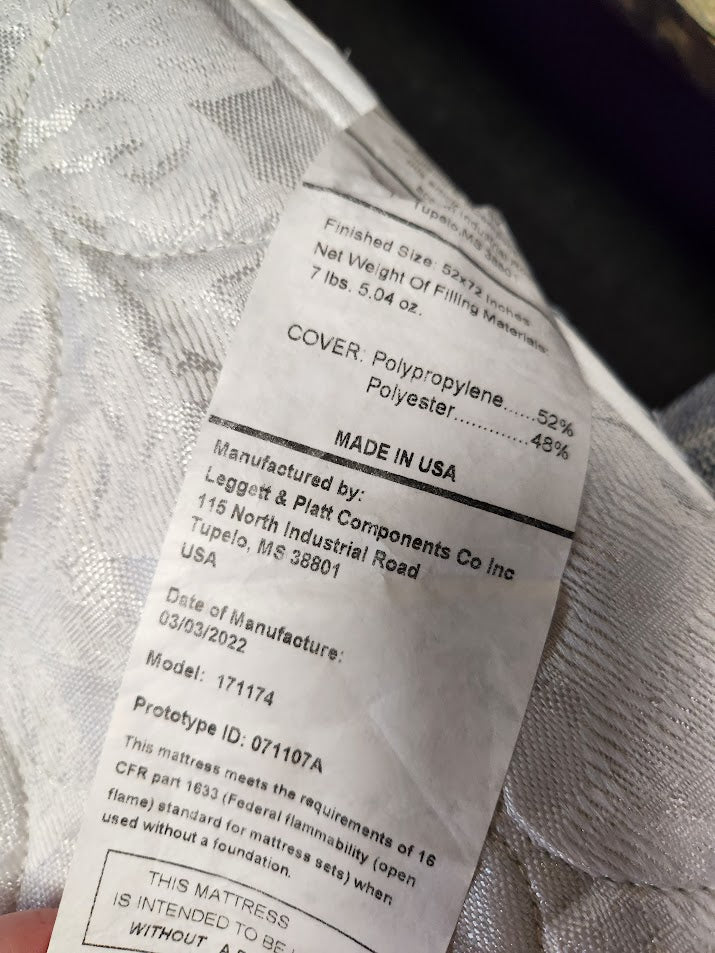 Tupelo, MS 38801
Finished Size: 52x72 Inches
Net Weight Of Filling Materials:
7 lbs. 5.04 oz.
COVER: Polypropylene......52%
Polyester.............48%
MADE IN USA
Manufactured by:
Leggett & Platt Components Co Inc
115 North Industrial Road
Tupelo, MS 38801
USA
Date of Manufacture:
03/03/2022
Model: 171174
Prototype ID: 071107A
This mattress meets the requirements of 16
CFR part 1633 (Federal flammability (open
flame) standard for mattress sets) when
used without a foundation.
THIS MATTRESS
IS INTENDED TO BE
WITHOUT